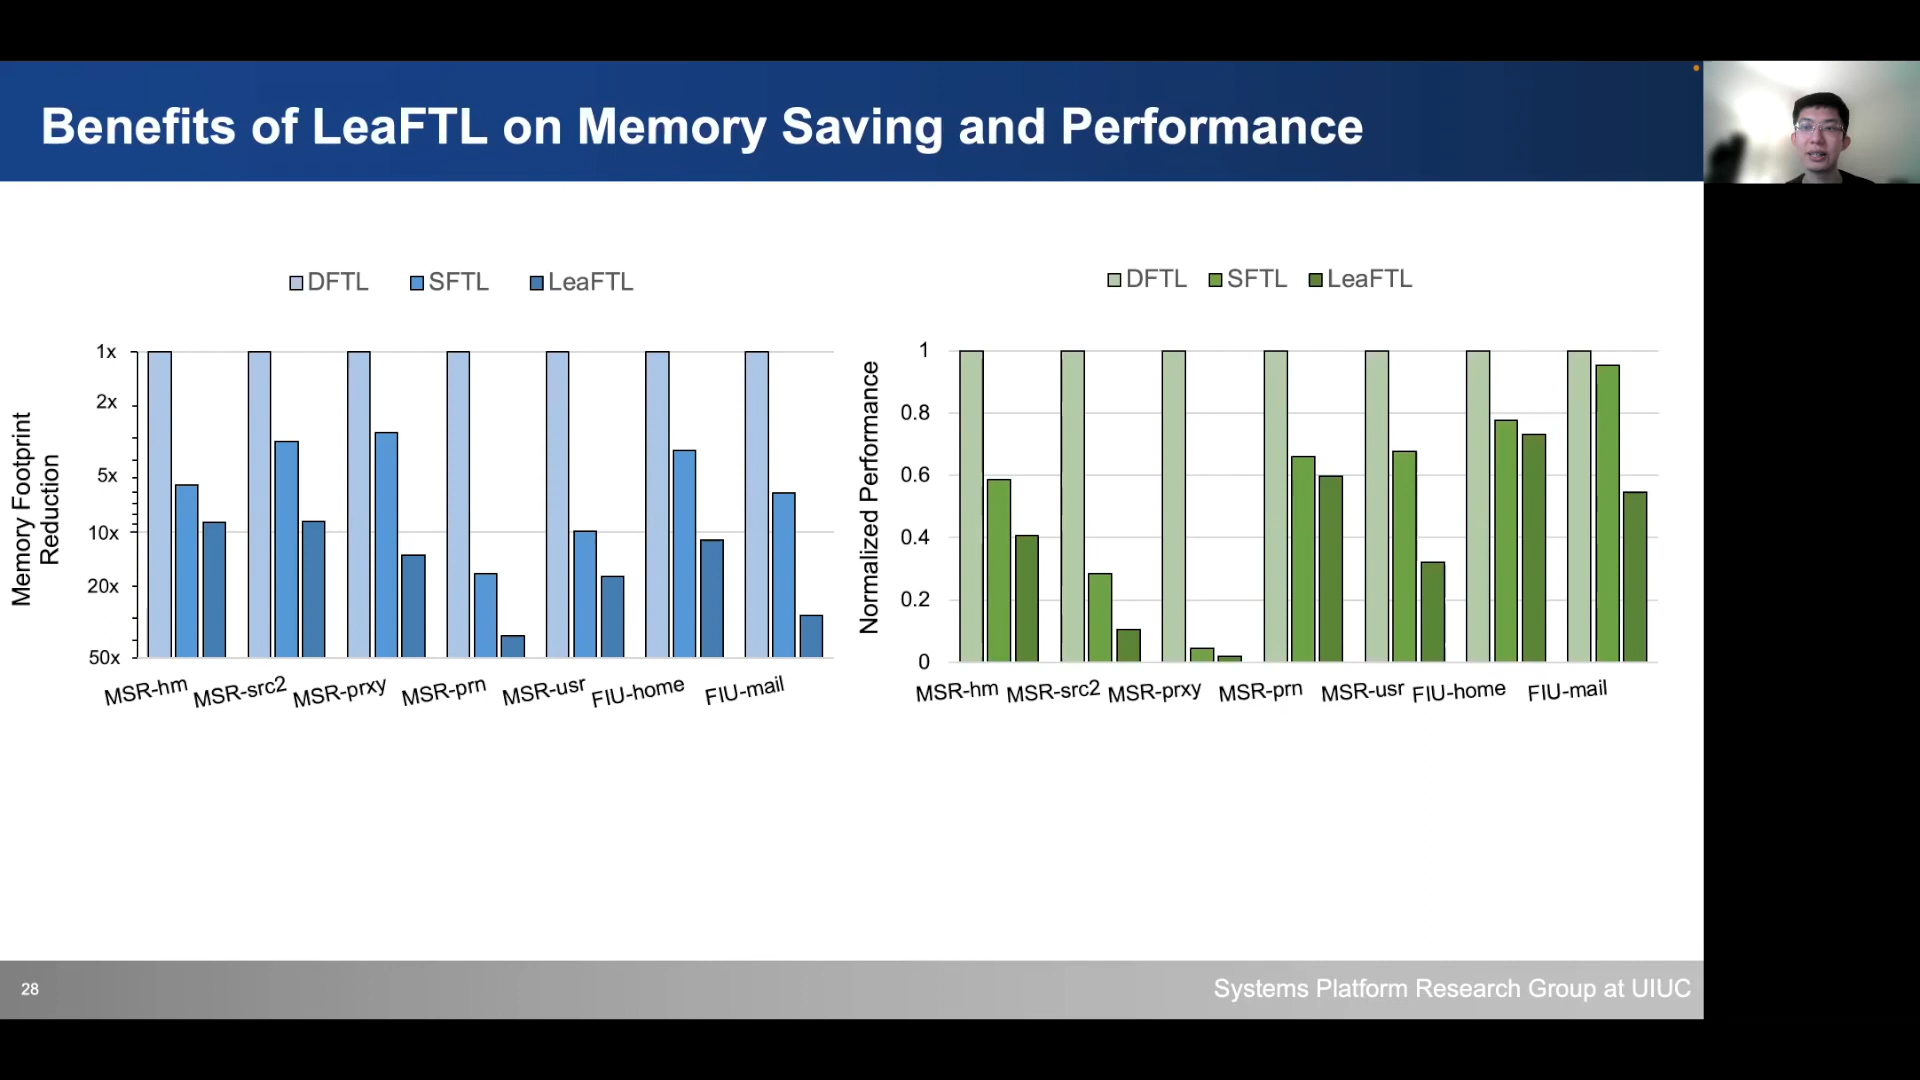 Benefits of LeaFTL on Memory Saving and Performance
DFTL SFTL LeaFTL
Memory Footprint
Reduction
1x
2x
5x
10x
20x
50x
MSR-hm MSR-src2 MSR-prxy MSR-prn MSR-usr FIU-home FIU-mail
DFTL SFTL LeaFTL
Normalized Performance
1
0.8
0.6
0.4
0.2
0
MSR-hm MSR-src2 MSR-prxy MSR-prn MSR-usr FIU-home FIU-mail
28
Systems Platform Research Group at UIUC